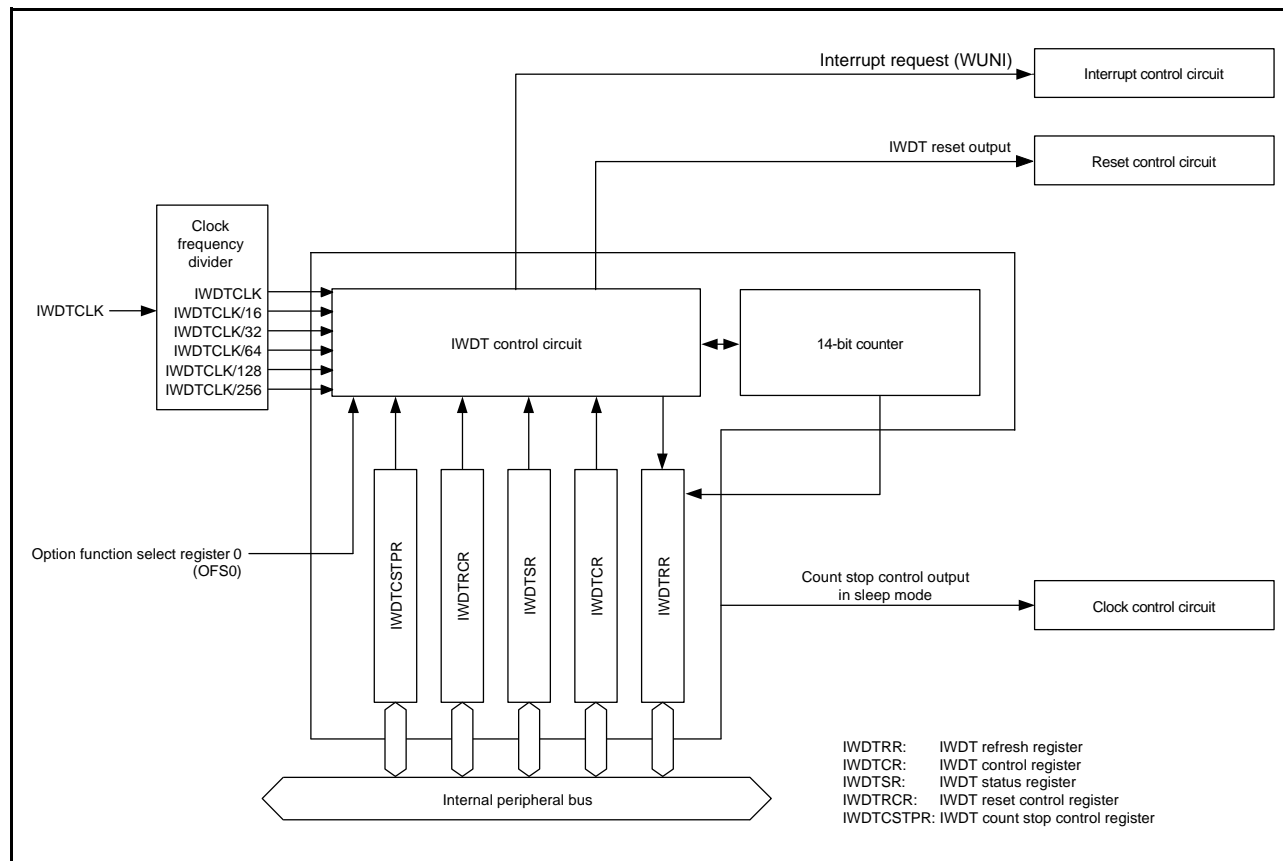 Interrupt request (WUNI)
Interrupt control circuit
IWDT reset output
Reset control circuit
Clock
frequency
divider
IWDTCLK
IWDTCLK
IWDTCLK/16
IWDTCLK/32
IWDTCLK/64
IWDTCLK/128
IWDTCLK/256
IWDT control circuit
14-bit counter
Option function select register 0
(OFS0)
IWDTCSTPR
IWDTRCR
IWDTSR
IWDTCR
IWDTRR
Count stop control output
in sleep mode
Clock control circuit
Internal peripheral bus
IWDTRR: IWDT refresh register
IWDTCR: IWDT control register
IWDTSR: IWDT status register
IWDTRCR: IWDT reset control register
IWDTCSTPR: IWDT count stop control register